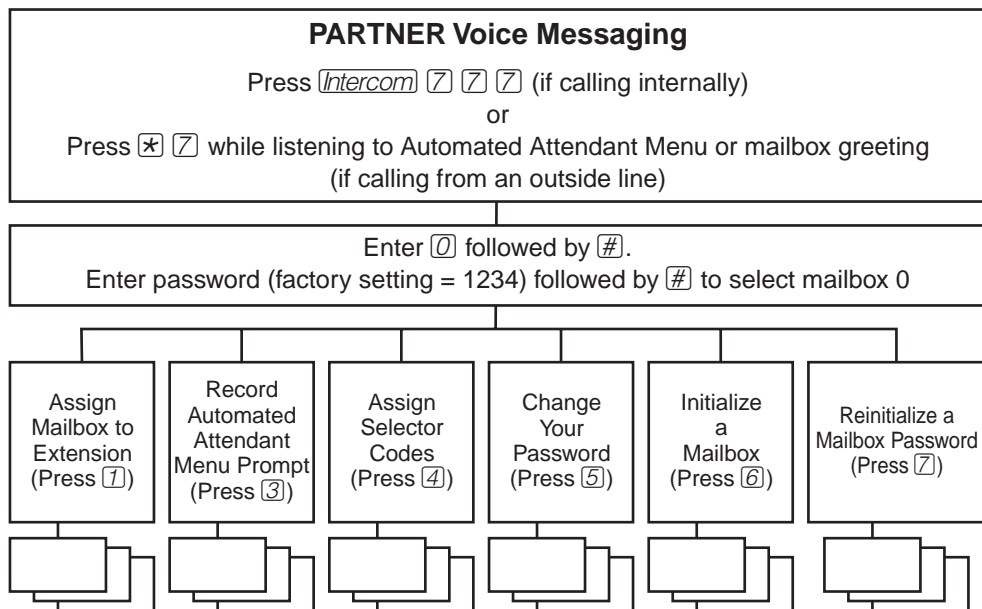 PARTNER Voice Messaging
Press Intercom 7 7 7 (if calling internally)
or
Press * 7 while listening to Automated Attendant Menu or mailbox greeting
(if calling from an outside line)
Enter 0 followed by #.
Enter password (factory setting = 1234) followed by # to select mailbox 0
Assign
Mailbox to
Extension
(Press 1)
Record
Automated
Attendant
Menu Prompt
(Press 3)
Assign
Selector
Codes
(Press 4)
Change
Your
Password
(Press 5)
Initialize
a
Mailbox
(Press 6)
Reinitialize a
Mailbox Password
(Press 7)